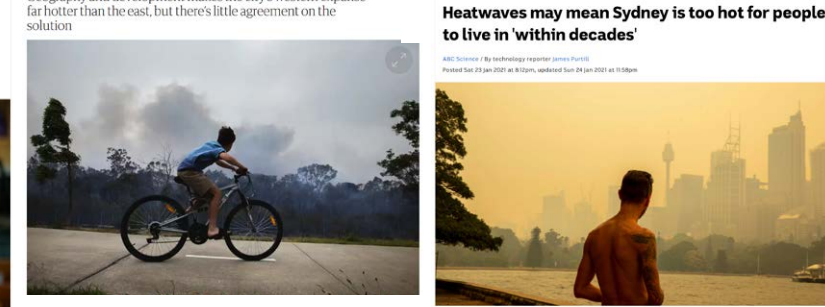 Geography and development makes the city's western expanse
far hotter than the east, but there's little agreement on the
solution
Heatwaves may mean Sydney is too hot for people
to live in 'within decades'
ABC Science / By technology reporter James Purtill
Posted Sat 23 Jan 2021 at 8:12pm, updated Sun 24 Jan 2021 at 11:58pm